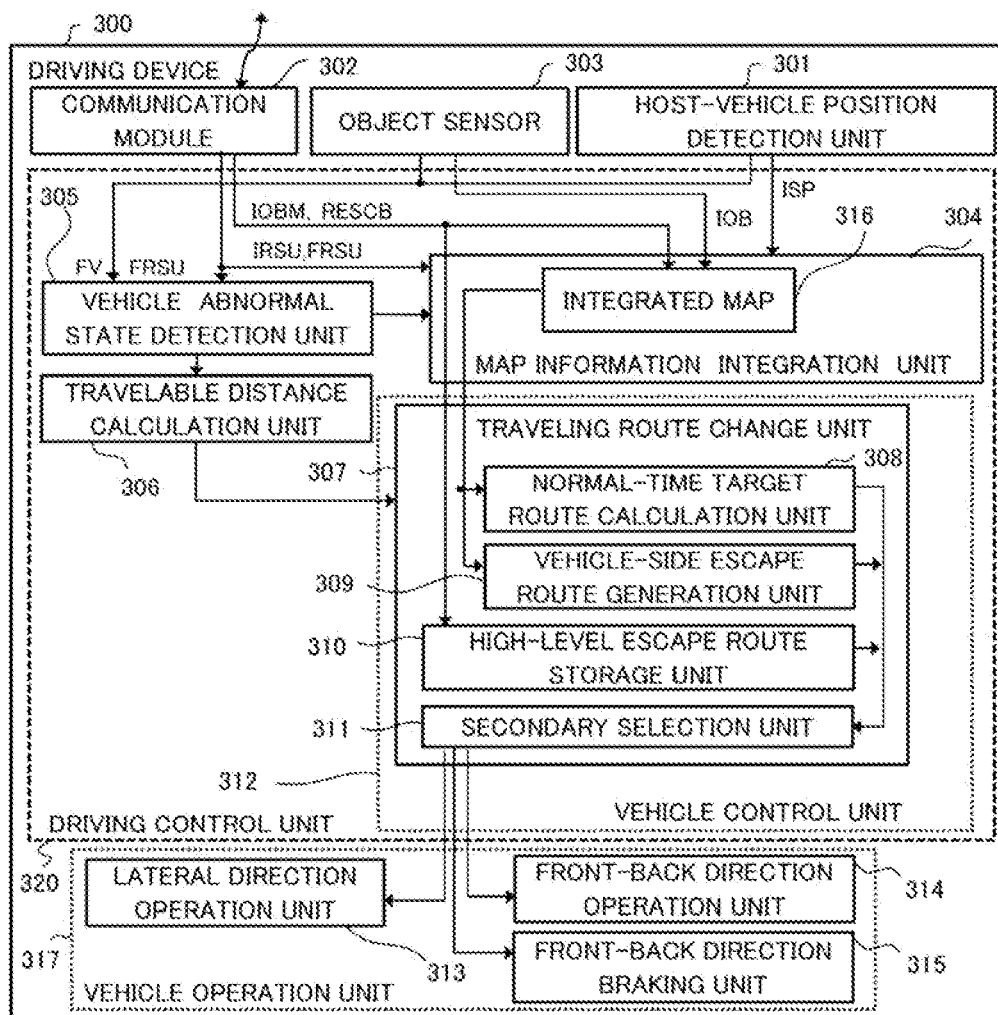 300
DRIVING DEVICE
302
303
301
COMMUNICATION
MODULE
OBJECT SENSOR
HOST-VEHICLE POSITION
DETECTION UNIT
305
IOBM, RESCB
ISP
IOB
316
304
IRSU,FRSU
FV
FRSU
VEHICLE ABNORMAL
STATE DETECTION UNIT
INTEGRATED MAP
MAP INFORMATION INTEGRATION UNIT
TRAVELABLE DISTANCE
CALCULATION UNIT
306
307
TRAVELING ROUTE CHANGE UNIT
308
NORMAL-TIME TARGET
ROUTE CALCULATION UNIT
309
VEHICLE-SIDE ESCAPE
ROUTE GENERATION UNIT
310
HIGH-LEVEL ESCAPE ROUTE
STORAGE UNIT
311
SECONDARY SELECTION UNIT
312
VEHICLE CONTROL UNIT
DRIVING CONTROL UNIT
320
LATERAL DIRECTION
OPERATION UNIT
313
FRONT-BACK DIRECTION
OPERATION UNIT
314
317
FRONT-BACK DIRECTION
BRAKING UNIT
315
VEHICLE OPERATION UNIT